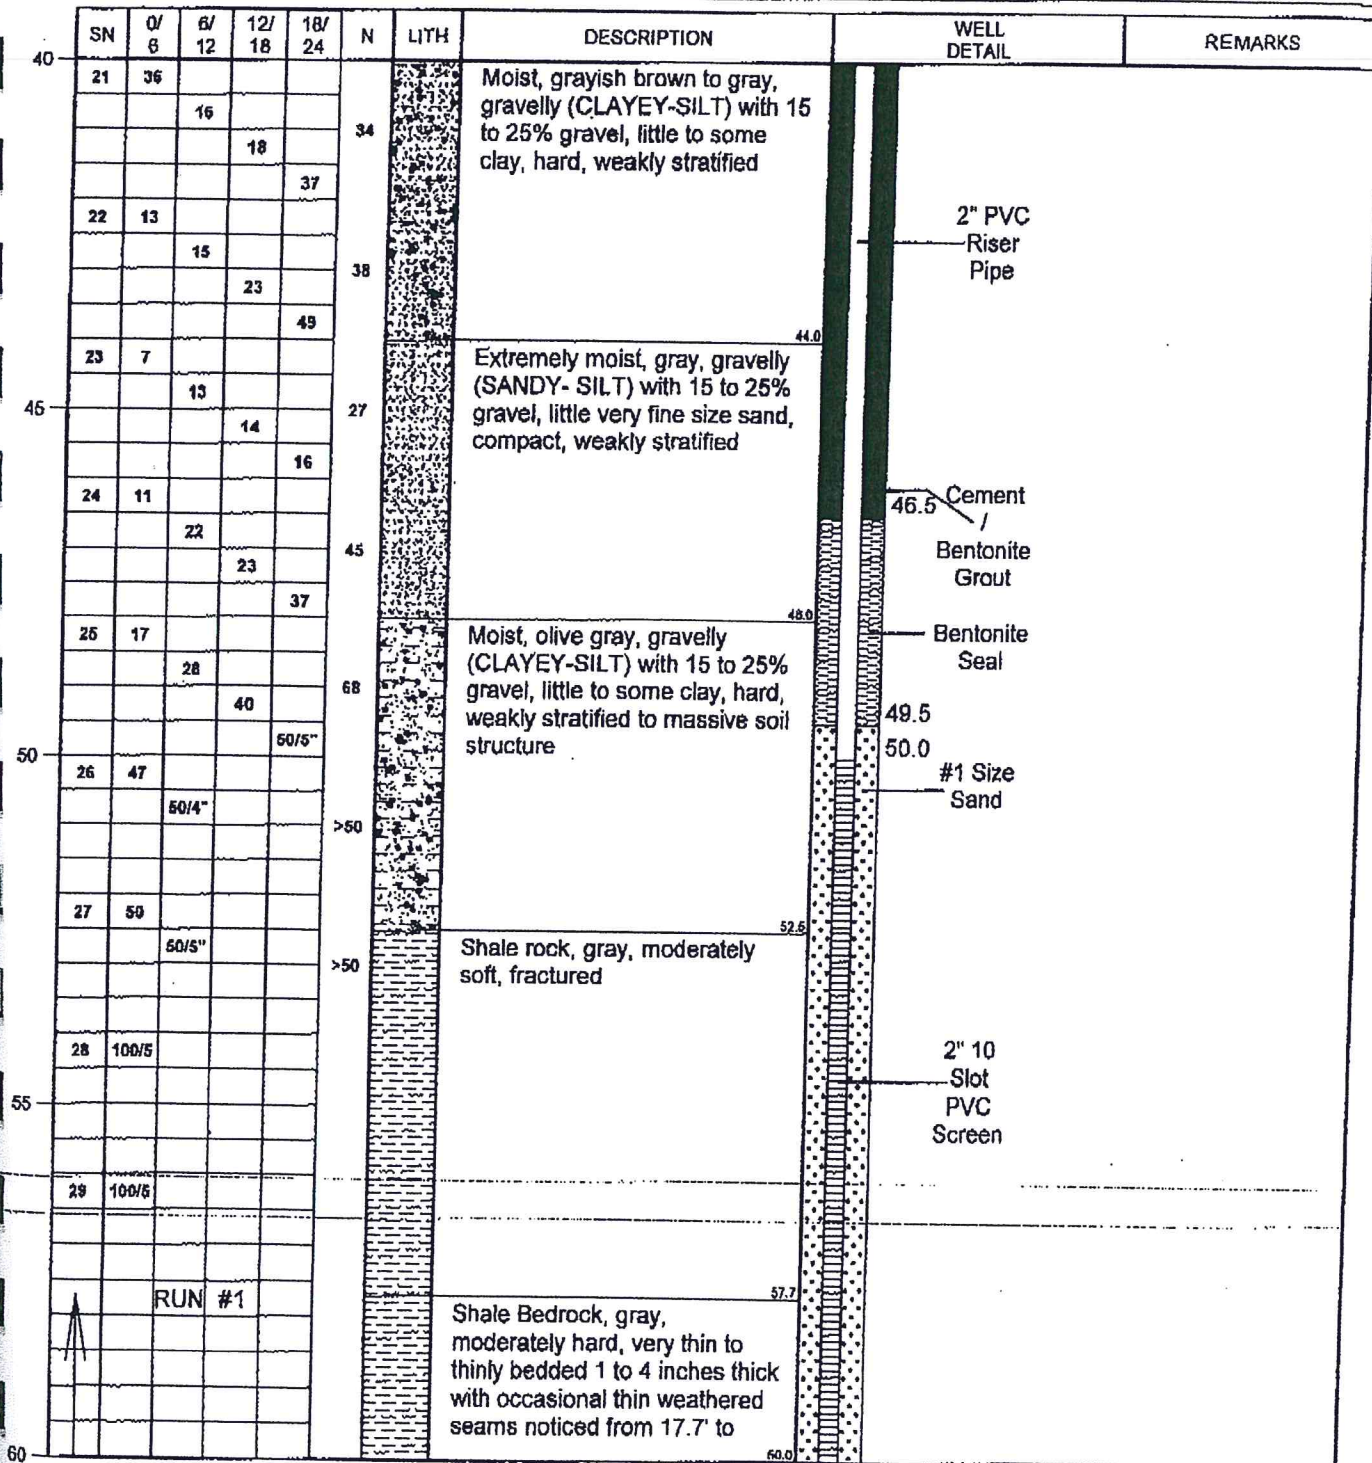 SN 0/6 6/12 12/18 18/24 N LITH DESCRIPTION WELL DETAIL REMARKS
40
21 36
16
34
18
37
Moist, grayish brown to gray,
gravelly (CLAYEY-SILT) with 15
to 25% gravel, little to some
clay, hard, weakly stratified
22 13
15
38
23
49
44.0
2" PVC
Riser
Pipe
23 7
13
45
27
14
16
Extremely moist, gray, gravelly
(SANDY- SILT) with 15 to 25%
gravel, little very fine size sand,
compact, weakly stratified
24 11
22
45
23
37
48.0
46.5
Cement
/
Bentonite
Grout
25 17
28
68
40
50/5"
Moist, olive gray, gravelly
(CLAYEY-SILT) with 15 to 25%
gravel, little to some clay, hard,
weakly stratified to massive soil
structure
Bentonite
Seal
49.5
50.0
50
26 47
50/4"
>50
#1 Size
Sand
27 50
52.5
50/5"
>50
Shale rock, gray, moderately
soft, fractured
28 100/5
55
2" 10
Slot
PVC
Screen
29 100/5
57.7
RUN #1
Shale Bedrock, gray,
moderately hard, very thin to
thinly bedded 1 to 4 inches thick
with occasional thin weathered
seams noticed from 17.7' to
60
60.0